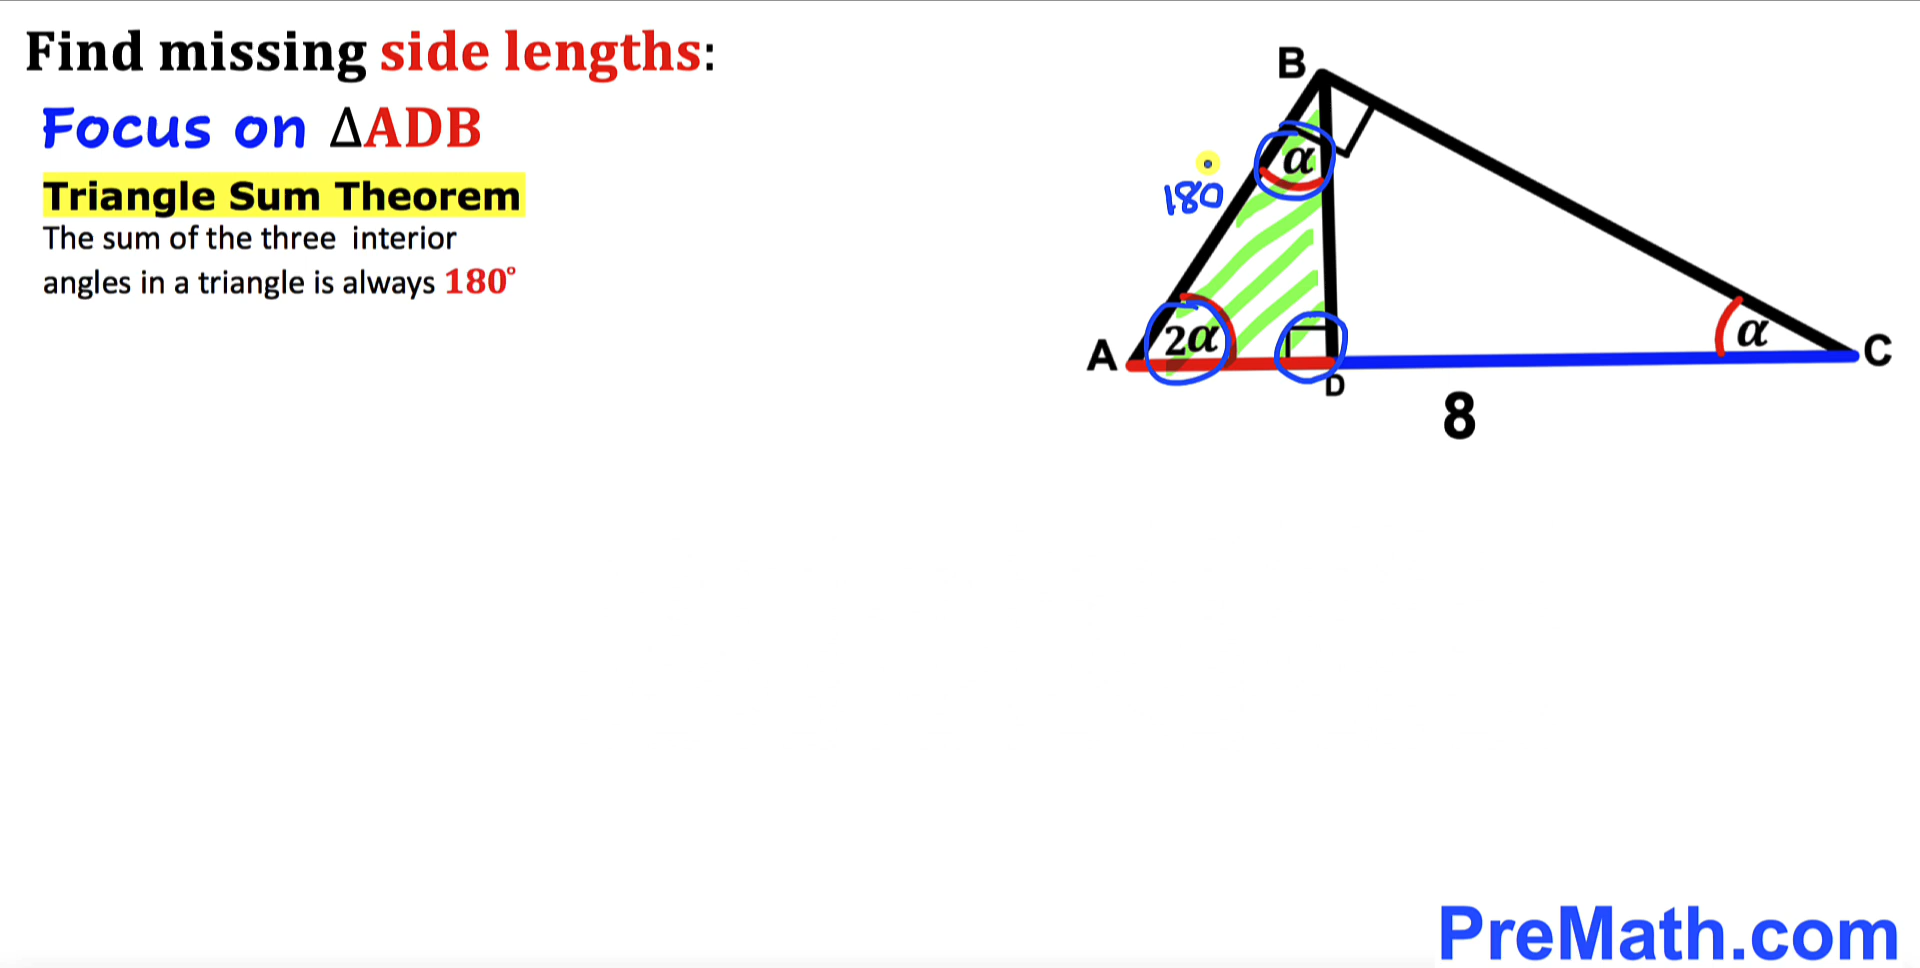 Find missing side lengths:
Focus on ΔADB
Triangle Sum Theorem
The sum of the three interior
angles in a triangle is always 180°
B
α
180
A
2α
D
α
C
8
PreMath.com